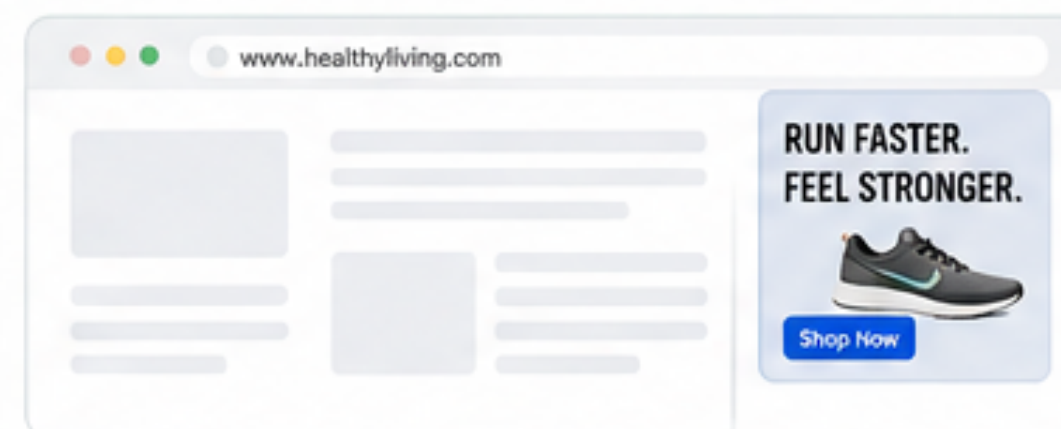 www.healthyliving.com
RUN FASTER.
FEEL STRONGER.
Shop Now